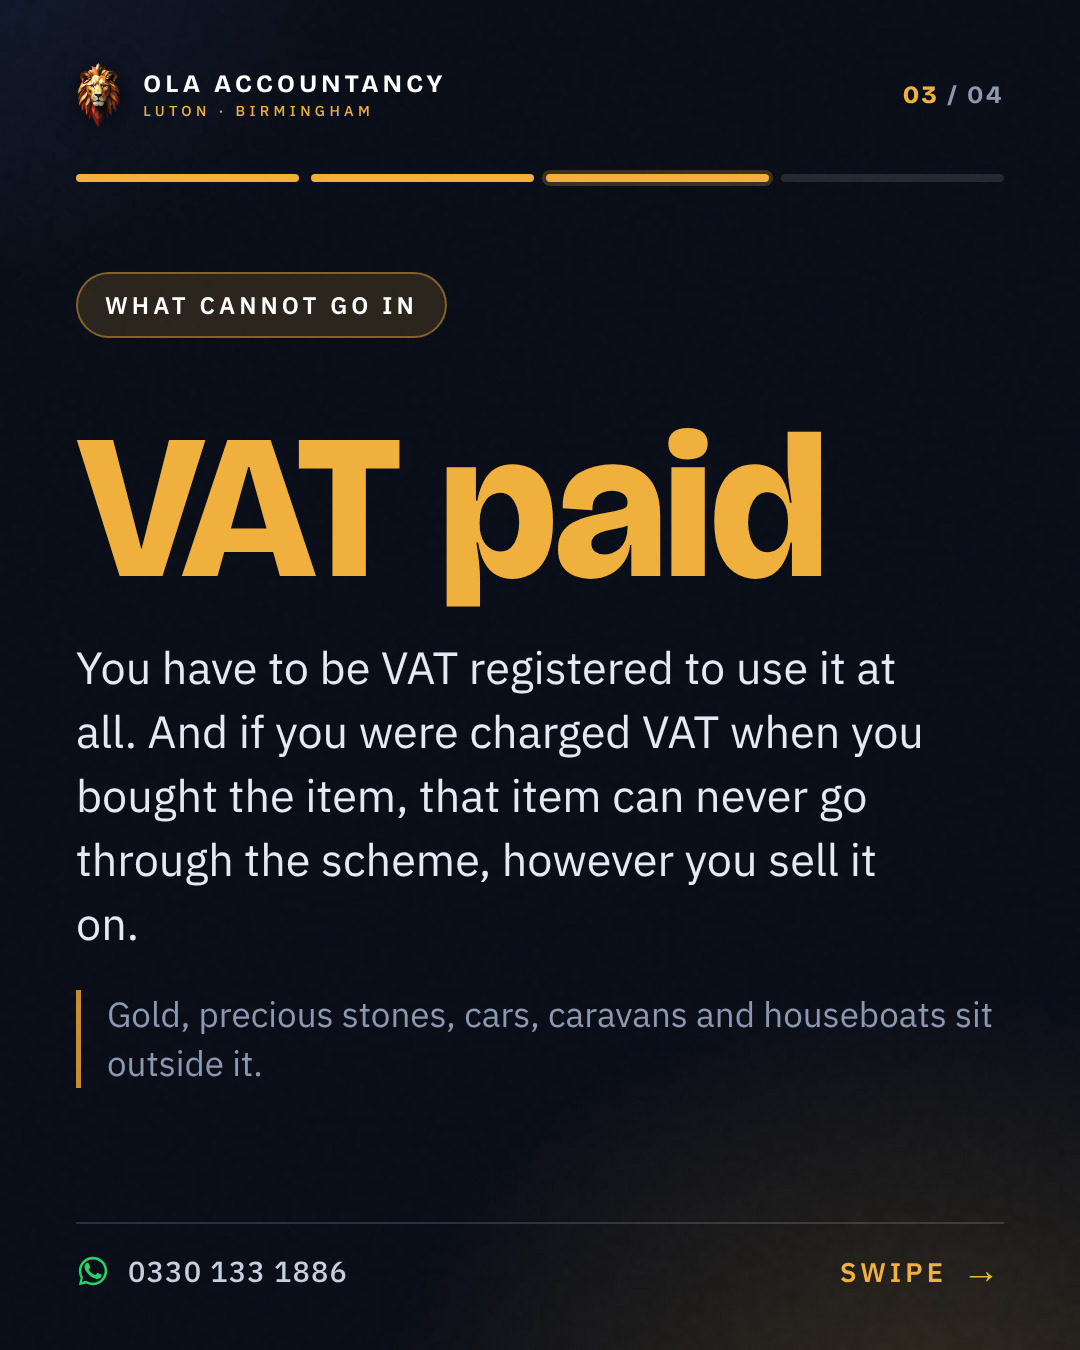 OLA ACCOUNTANCY
LUTON · BIRMINGHAM
03 / 04
WHAT CANNOT GO IN
VAT paid
You have to be VAT registered to use it at
all. And if you were charged VAT when you
bought the item, that item can never go
through the scheme, however you sell it
on.
Gold, precious stones, cars, caravans and houseboats sit
outside it.
0330 133 1886
SWIPE →